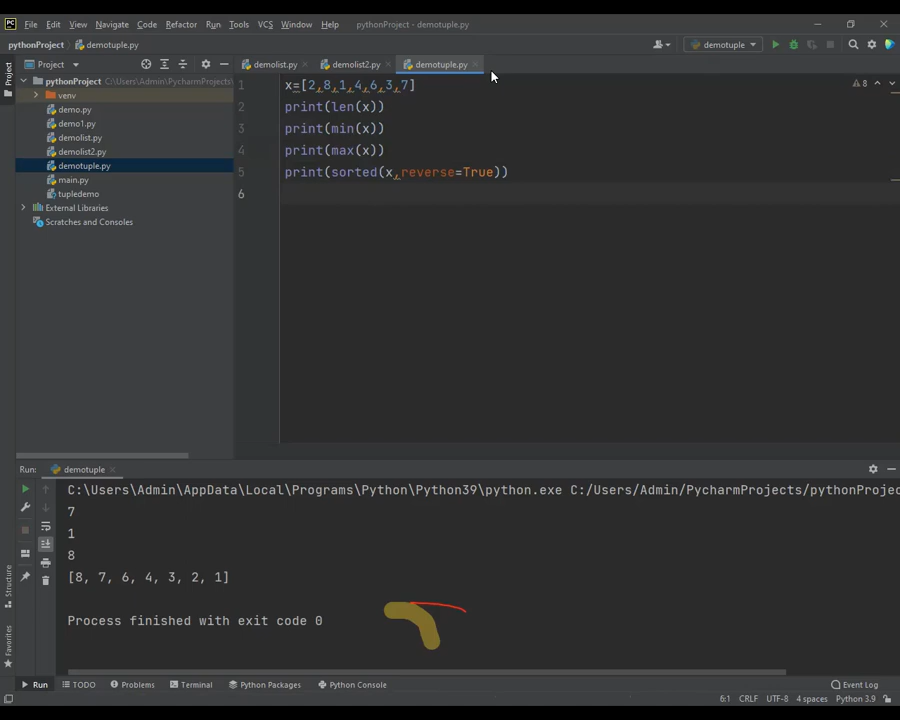 File Edit View Navigate Code Refactor Run Tools VCS Window Help pythonProject - demotuple.py
pythonProject demotuple.py demotuple
Project demolist.py demolist2.py demotuple.py
Project
pythonProject C:\Users\Admin\PycharmProjects
venv
demo.py
demo1.py
demolist.py
demolist2.py
demotuple.py
main.py
tupledemo
External Libraries
Scratches and Consoles
1 x=[2,8,1,4,6,3,7]
2 print(len(x))
3 print(min(x))
4 print(max(x))
5 print(sorted(x,reverse=True))
6
8
Run: demotuple
C:\Users\Admin\AppData\Local\Programs\Python\Python39\python.exe C:/Users/Admin/PycharmProjects/pythonProjec
7
1
8
[8, 7, 6, 4, 3, 2, 1]
Process finished with exit code 0
Structure
Favorites
Run TODO Problems Terminal Python Packages Python Console Event Log
6:1 CRLF UTF-8 4 spaces Python 3.9